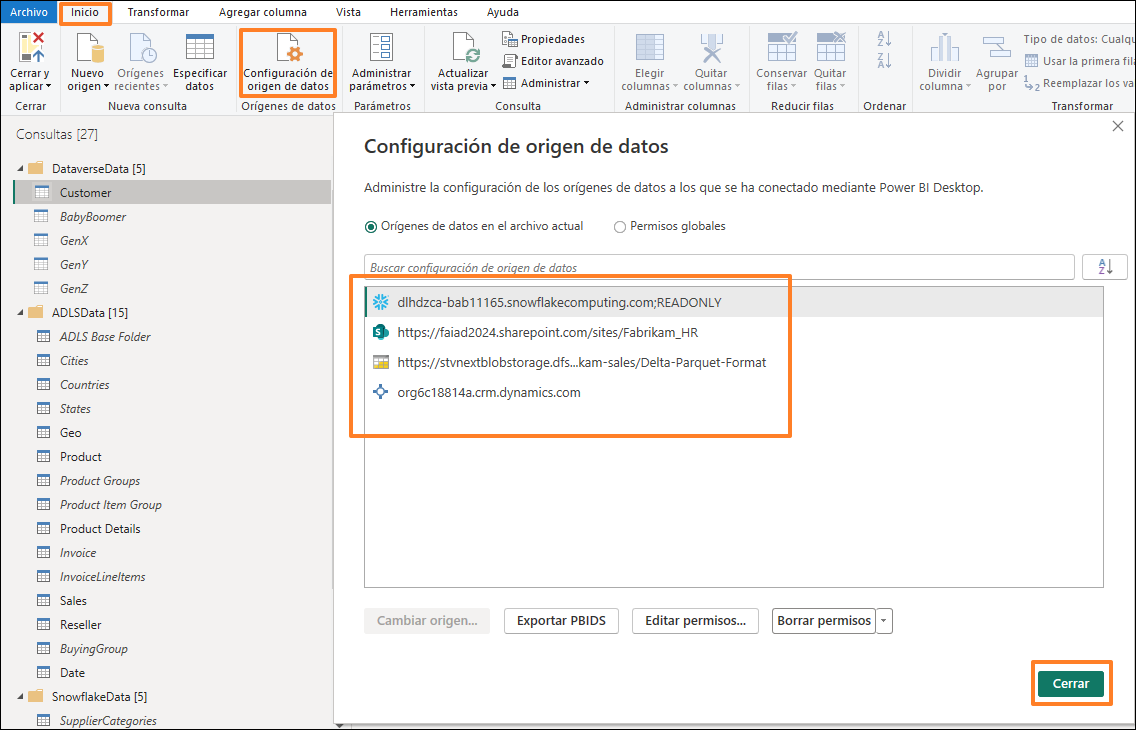 Archivo Inicio Transformar Agregar columna Vista Herramientas Ayuda
Cerrar y
aplicar
Nuevo
origen
Orígenes
recientes
Especificar
datos
Configuración de
origen de datos
Administrar
parámetros
Actualizar
vista previa
Propiedades
Editor avanzado
Administrar
Elegir
columnas
Quitar
columnas
Conservar
filas
Quitar
filas
Dividir
columna
Agrupar
por
Tipo de datos: Cualqu
Usar la primera fila
Reemplazar los va
Cerrar Nueva consulta Orígenes de datos Parámetros Consulta Administrar columnas Reducir filas Ordenar Transformar
Consultas [27]
DataverseData [5]
Customer
BabyBoomer
GenX
GenY
GenZ
ADLSData [15]
ADLS Base Folder
Cities
Countries
States
Geo
Product
Product Groups
Product Item Group
Product Details
Invoice
InvoiceLineItems
Sales
Reseller
BuyingGroup
Date
SnowflakeData [5]
SupplierCategories
Configuración de origen de datos
Administre la configuración de los orígenes de datos a los que se ha conectado mediante Power BI Desktop.
Orígenes de datos en el archivo actual Permisos globales
Buscar configuración de origen de datos
dlhdzca-bab11165.snowflakecomputing.com;READONLY
https://faiad2024.sharepoint.com/sites/Fabrikam_HR
https://stvnextblobstorage.dfs...kam-sales/Delta-Parquet-Format
org6c18814a.crm.dynamics.com
Cambiar origen... Exportar PBIDS Editar permisos... Borrar permisos
Cerrar